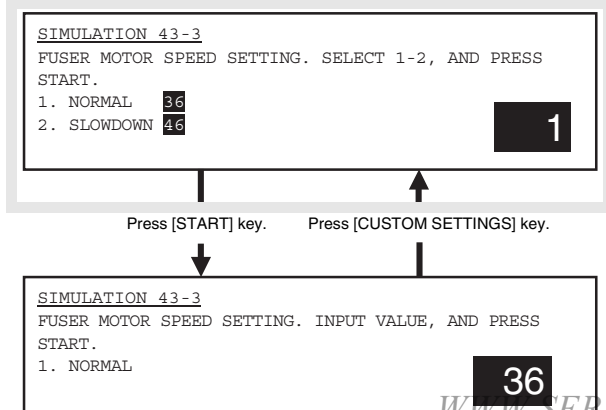 SIMULATION 43-3
FUSER MOTOR SPEED SETTING. SELECT 1-2, AND PRESS
START.
1. NORMAL 36
2. SLOWDOWN 46
1
Press [START] key. Press [CUSTOM SETTINGS] key.
SIMULATION 43-3
FUSER MOTOR SPEED SETTING. INPUT VALUE, AND PRESS
START.
1. NORMAL
36